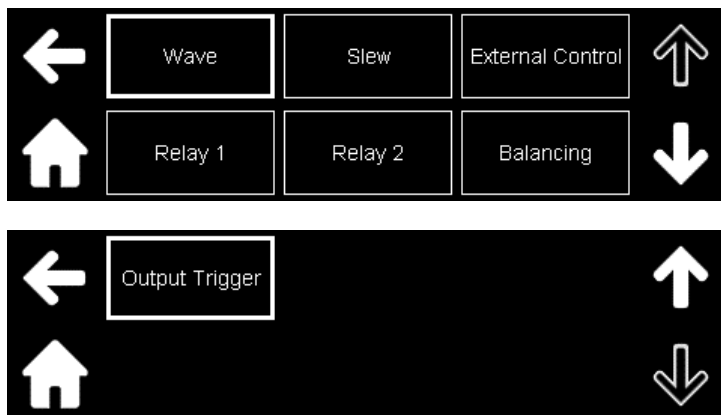 Wave
Slew
External Control
Relay 1
Relay 2
Balancing
Output Trigger